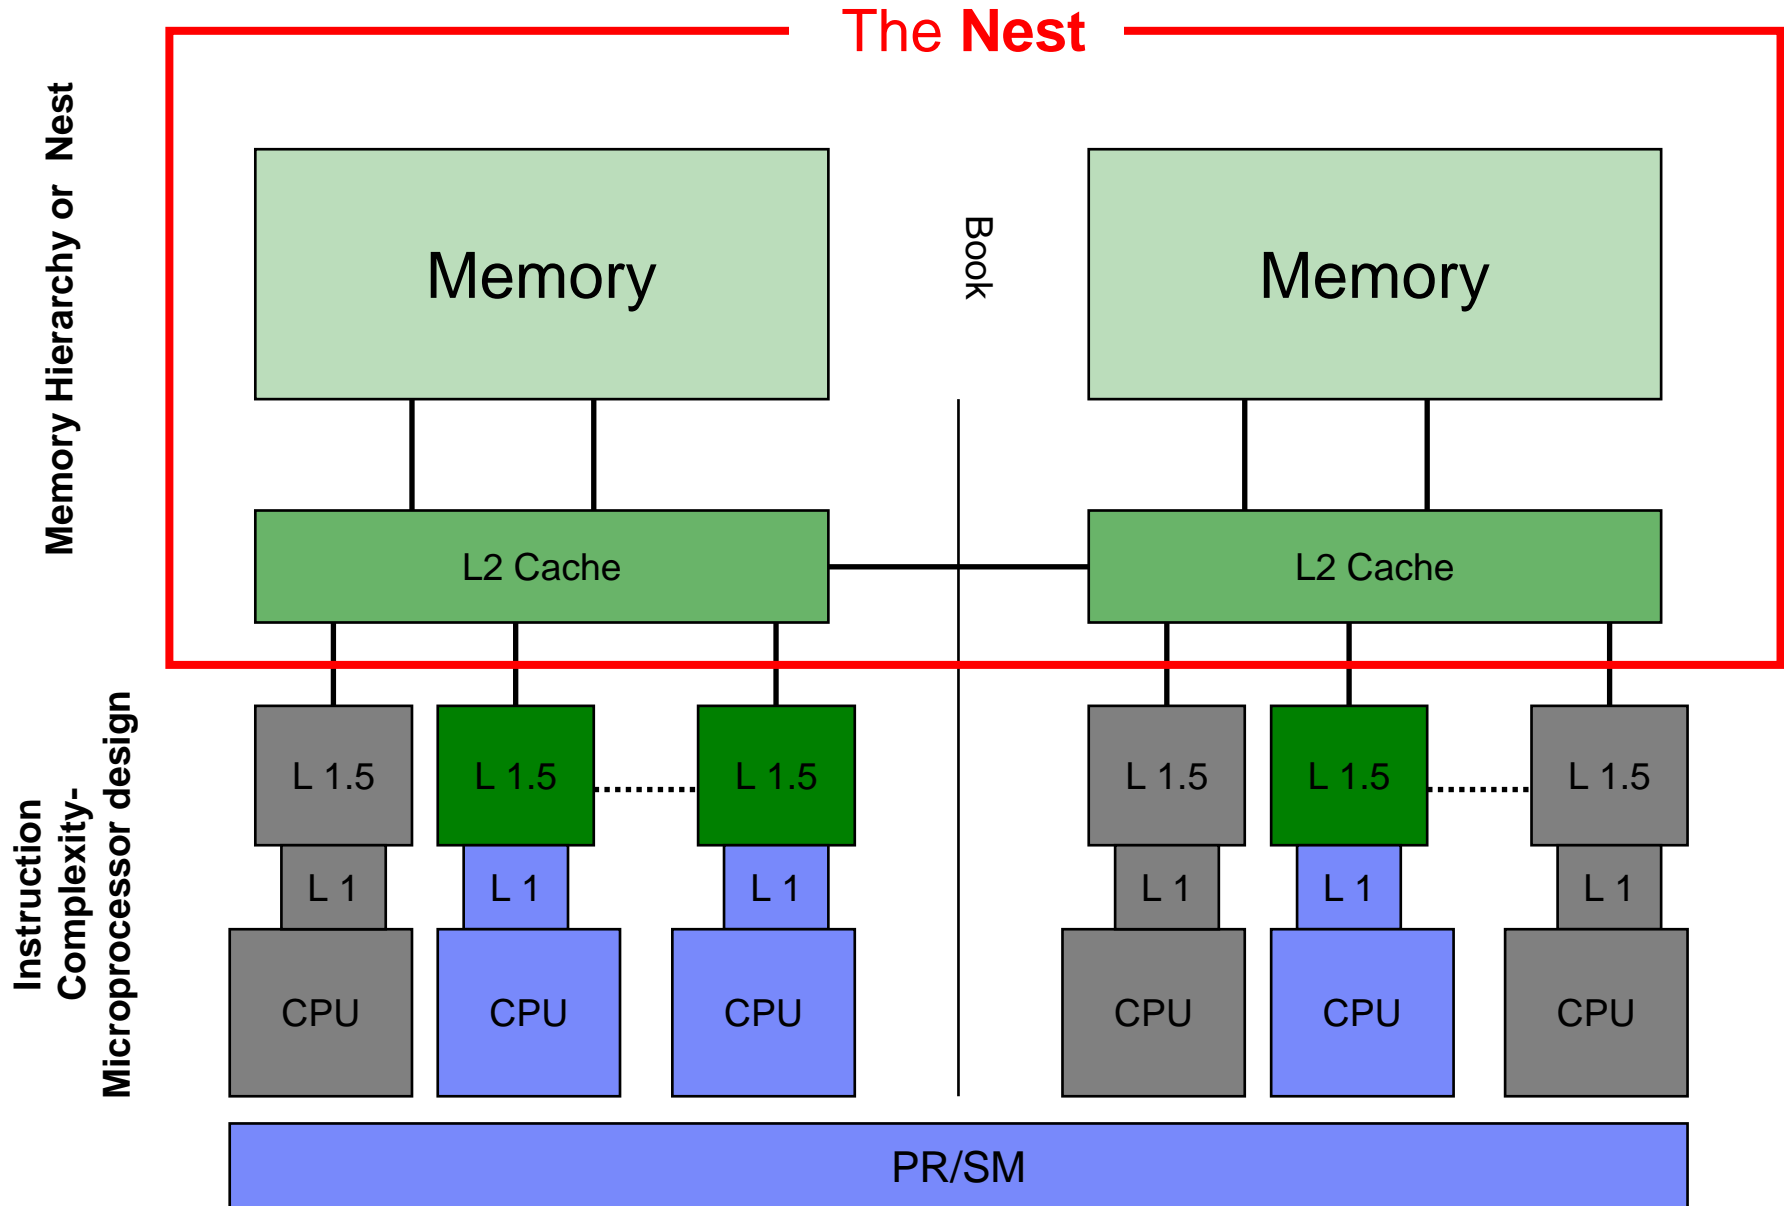 The Nest
Memory Hierarchy or Nest
Memory
Book
Memory
L2 Cache
L2 Cache
Instruction
Complexity-
Microprocessor design
L 1.5
L 1.5
L 1.5
L 1.5
L 1.5
L 1.5
L 1
L 1
L 1
L 1
L 1
L 1
CPU
CPU
CPU
CPU
CPU
CPU
PR/SM